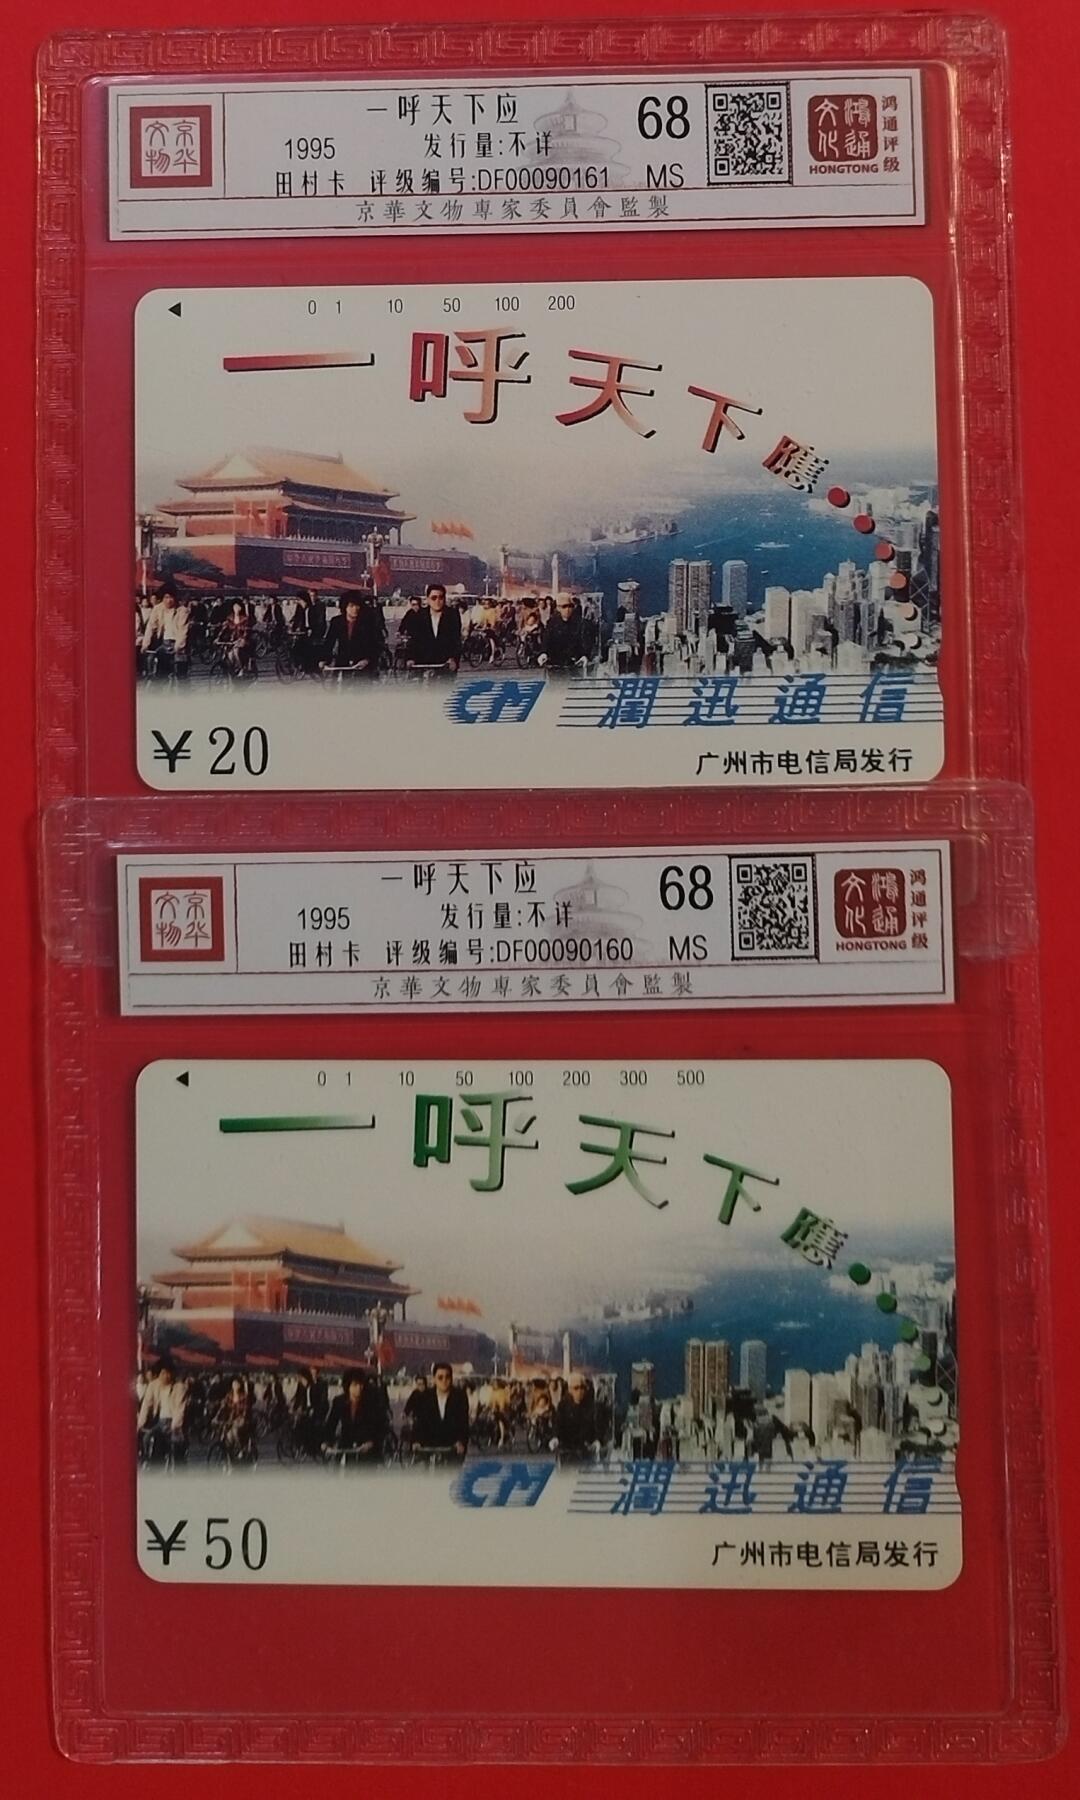 京华文物
一呼天下应
1995 发行量:不详
田村卡 评级编号:DF00090161
68
MS
鸿通文化
HONGTONG
鸿通评级
京華文物專家委員會監製
0 1 10 50 100 200
一呼天下應
CM 潤迅通信
¥20
广州市电信局发行
京华文物
一呼天下应
1995 发行量:不详
田村卡 评级编号:DF00090160
68
MS
鸿通文化
HONGTONG
鸿通评级
京華文物專家委員會監製
0 1 10 50 100 200 300 500
一呼天下應
CM 潤迅通信
¥50
广州市电信局发行